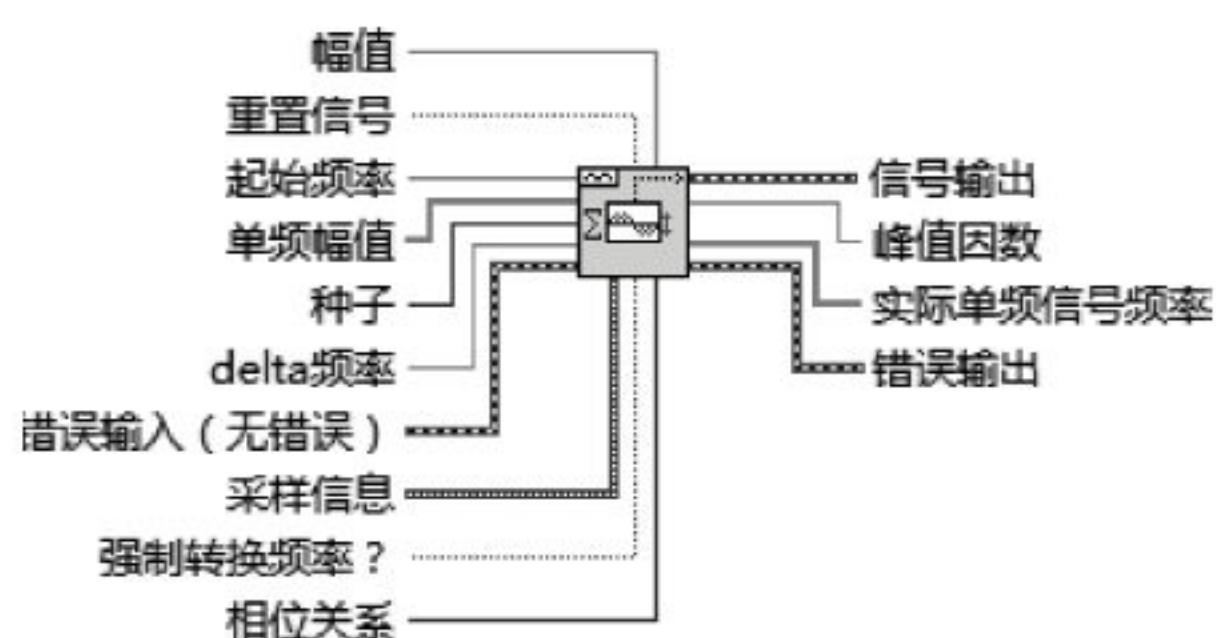 幅值
重置信号
起始频率
单频幅值
种子
delta频率
错误输入（无错误）
采样信息
强制转换频率？
相位关系
信号输出
峰值因数
实际单频信号频率
错误输出